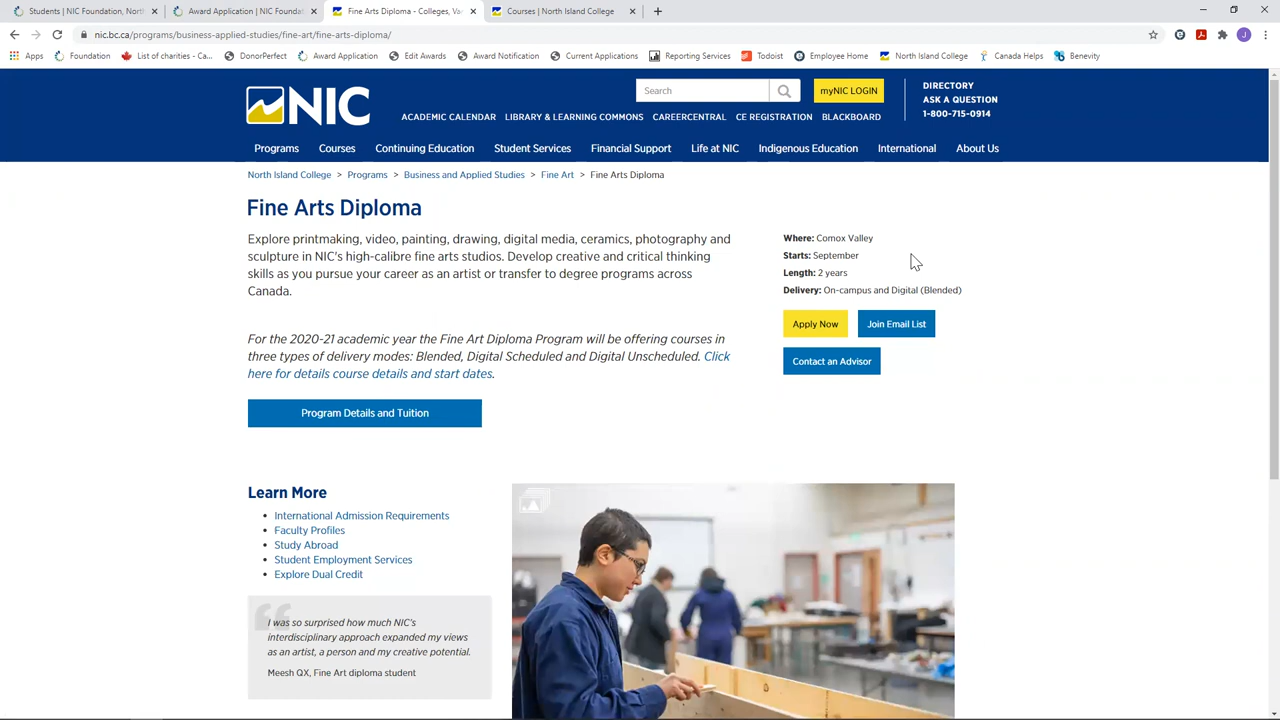 Students | NIC Foundation, Nort
Award Application | NIC Foundat
Fine Arts Diploma - Colleges, Va
Courses | North Island College
nic.bc.ca/programs/business-applied-studies/fine-art/fine-arts-diploma/
J
Apps
Foundation
List of charities - Ca...
DonorPerfect
Award Application
Edit Awards
Award Notification
Current Applications
Reporting Services
Todoist
Employee Home
North Island College
Canada Helps
Benevity
NIC
Search
myNIC LOGIN
DIRECTORY
ASK A QUESTION
1-800-715-0914
ACADEMIC CALENDAR LIBRARY & LEARNING COMMONS CAREERCENTRAL CE REGISTRATION BLACKBOARD
Programs Courses Continuing Education Student Services Financial Support Life at NIC Indigenous Education International About Us
North Island College > Programs > Business and Applied Studies > Fine Art > Fine Arts Diploma
Fine Arts Diploma
Explore printmaking, video, painting, drawing, digital media, ceramics, photography and
sculpture in NIC's high-calibre fine arts studios. Develop creative and critical thinking
skills as you pursue your career as an artist or transfer to degree programs across
Canada.
For the 2020-21 academic year the Fine Art Diploma Program will be offering courses in
three types of delivery modes: Blended, Digital Scheduled and Digital Unscheduled. Click
here for details course details and start dates.
Program Details and Tuition
Where: Comox Valley
Starts: September
Length: 2 years
Delivery: On-campus and Digital (Blended)
Apply Now
Join Email List
Contact an Advisor
Learn More
• International Admission Requirements
• Faculty Profiles
• Study Abroad
• Student Employment Services
• Explore Dual Credit
“
I was so surprised how much NIC's
interdisciplinary approach expanded my views
as an artist, a person and my creative potential.
Meesh QX, Fine Art diploma student